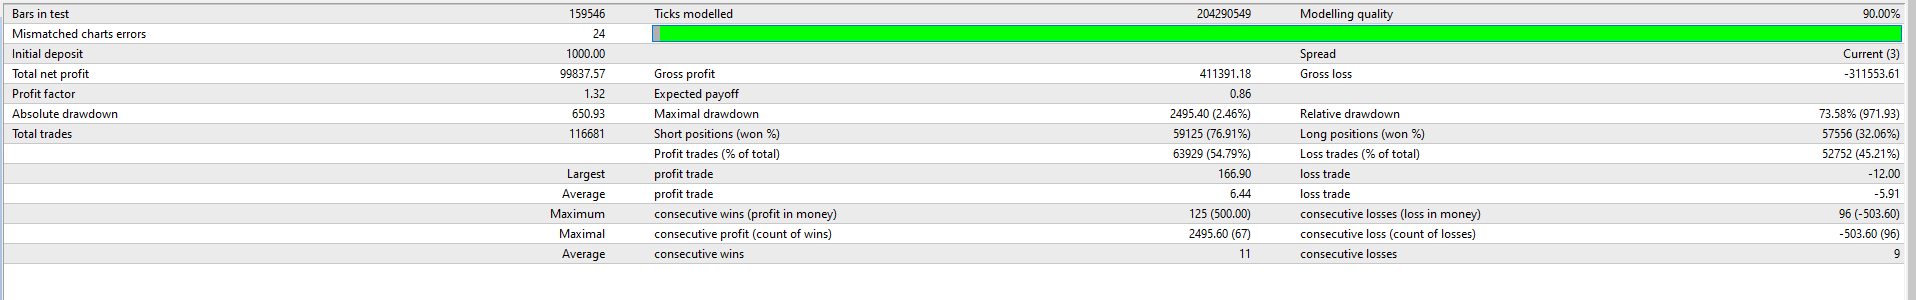 Bars in test 159546 Ticks modelled 204290549 Modelling quality 90.00%
Mismatched charts errors 24
Initial deposit 1000.00 Spread Current (3)
Total net profit 99837.57 Gross profit 411391.18 Gross loss -311553.61
Profit factor 1.32 Expected payoff 0.86
Absolute drawdown 650.93 Maximal drawdown 2495.40 (2.46%) Relative drawdown 73.58% (971.93)
Total trades 116681 Short positions (won %) 59125 (76.91%) Long positions (won %) 57556 (32.06%)
Profit trades (% of total) 63929 (54.79%) Loss trades (% of total) 52752 (45.21%)
Largest profit trade 166.90 loss trade -12.00
Average profit trade 6.44 loss trade -5.91
Maximum consecutive wins (profit in money) 125 (500.00) consecutive losses (loss in money) 96 (-503.60)
Maximal consecutive profit (count of wins) 2495.60 (67) consecutive loss (count of losses) -503.60 (96)
Average consecutive wins 11 consecutive losses 9